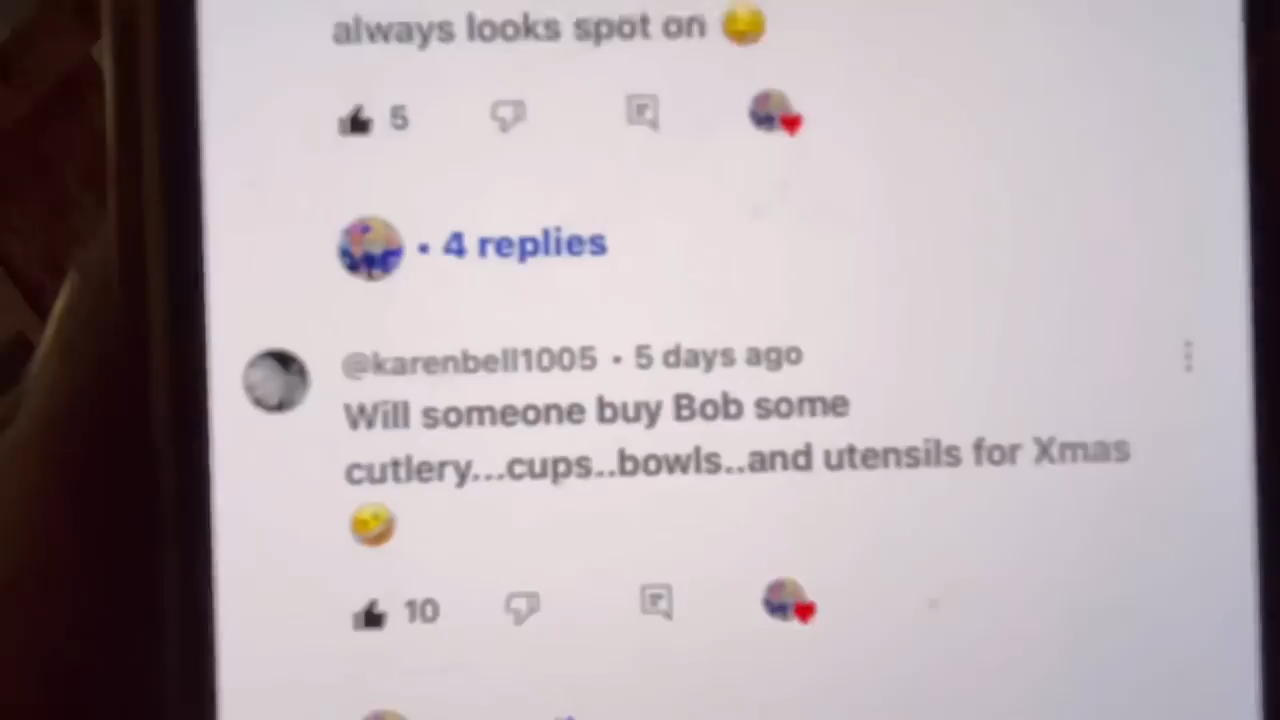 always looks spot on
5
• 4 replies
@karenbell1005 • 5 days ago
Will someone buy Bob some
cutlery...cups..bowls..and utensils for Xmas
10